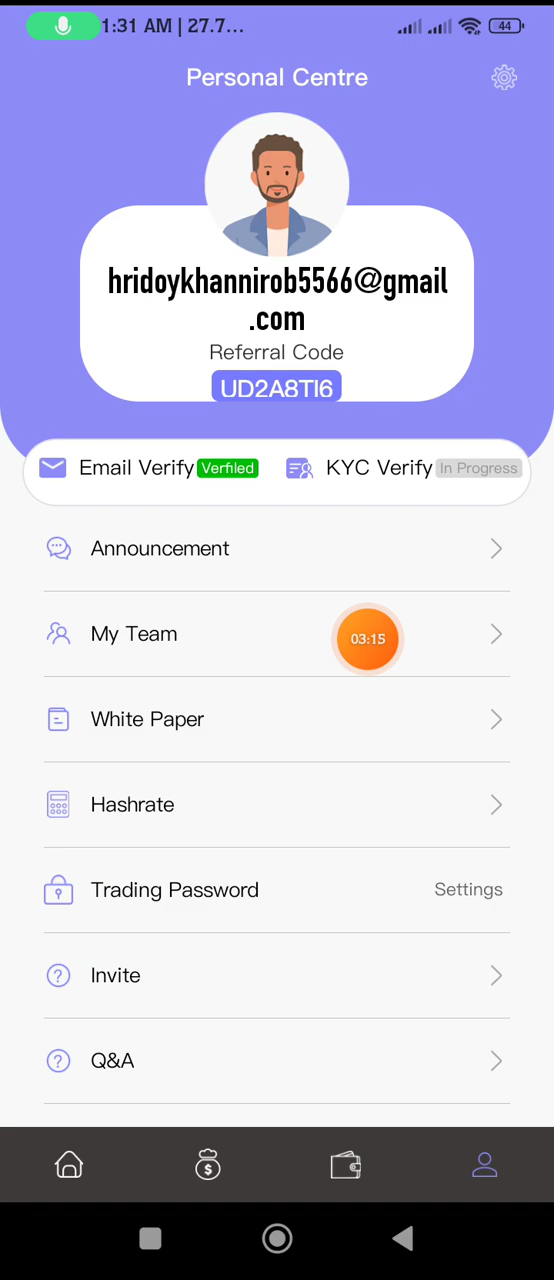 1:31 AM | 27.7...
44
Personal Centre
hridoykhannirob5566@gmail
.com
Referral Code
UD2A8TI6
Email Verify Verfiled KYC Verify In Progress
Announcement
My Team
03:15
White Paper
Hashrate
Trading Password Settings
Invite
Q&A